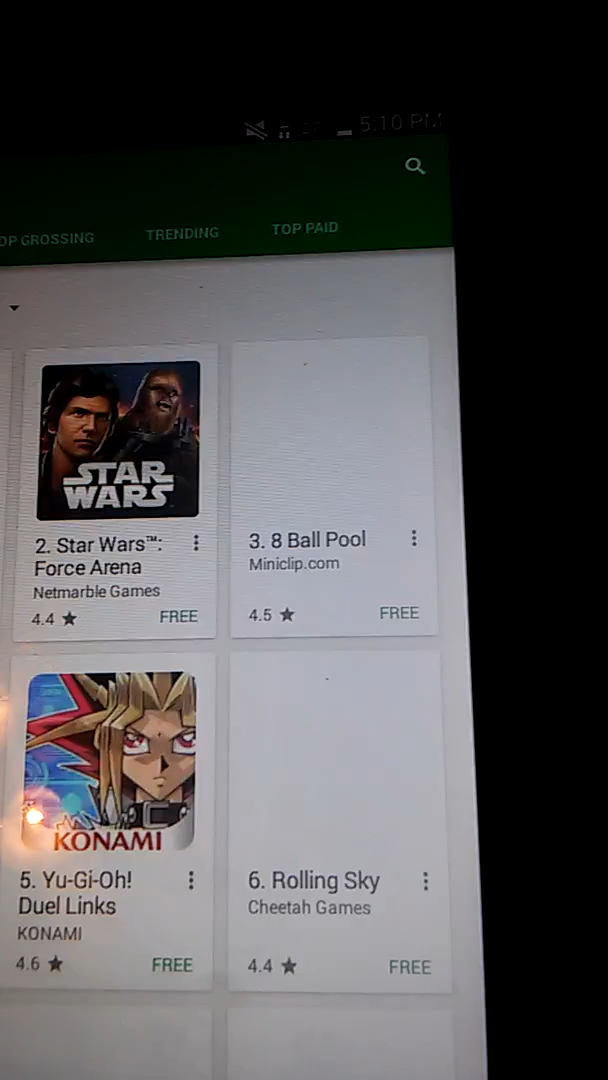 5:10 PM
OP GROSSING TRENDING TOP PAID
STAR
WARS
2. Star Wars™:
Force Arena
Netmarble Games
4.4 ★ FREE
3. 8 Ball Pool
Miniclip.com
4.5 ★ FREE
KONAMI
5. Yu-Gi-Oh!
Duel Links
KONAMI
4.6 ★ FREE
6. Rolling Sky
Cheetah Games
4.4 ★ FREE